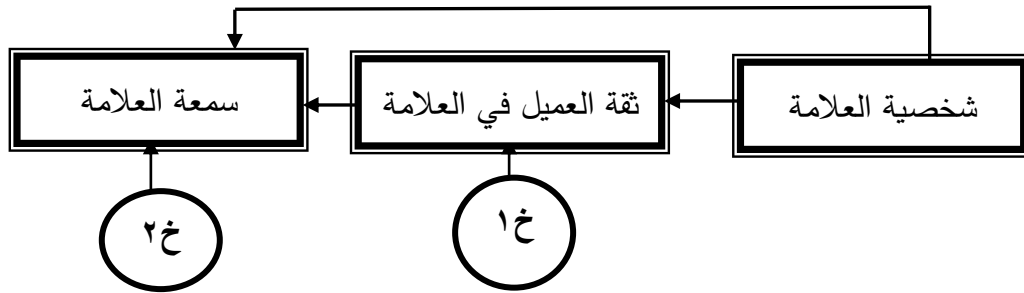 شخصية العلامة
ثقة العميل في العلامة
سمعة العلامة
خ١
خ٢